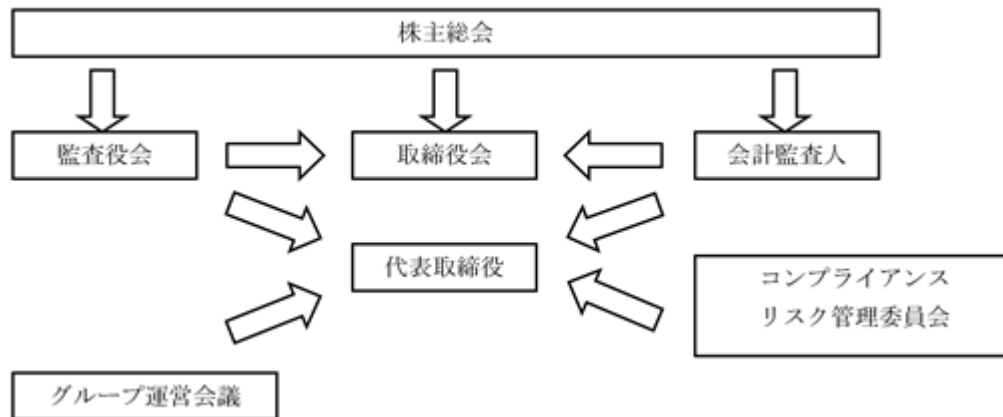 株主総会
監査役会
取締役会
会計監査人
代表取締役
コンプライアンス
リスク管理委員会
グループ運営会議